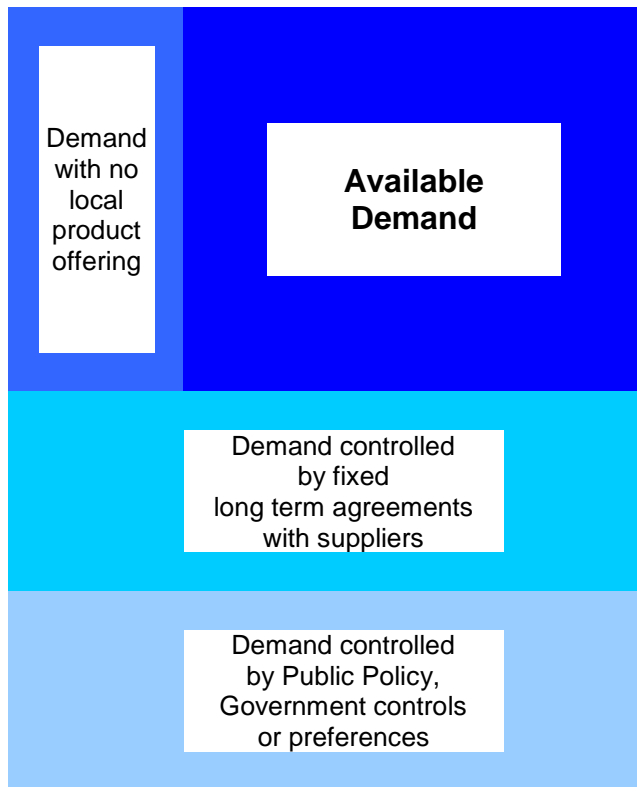 Demand
with no
local
product
offering
Available
Demand
Demand controlled
by fixed
long term agreements
with suppliers
Demand controlled
by Public Policy,
Government controls
or preferences